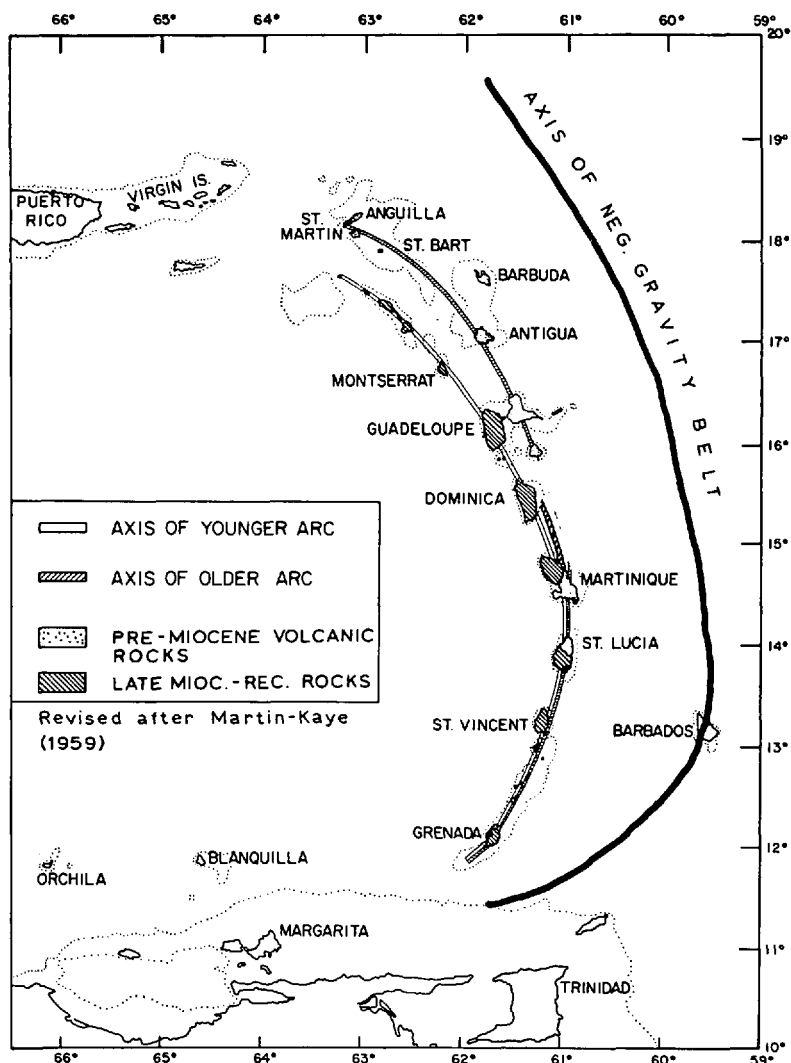 66° 65° 64° 63° 62° 61° 60° 59°
20°
19°
18°
17°
16°
15°
14°
13°
12°
11°
10°
AXIS OF NEG. GRAVITY BELT
VIRGIN IS.
PUERTO
RICO
ANGUILLA
ST.
MARTIN
ST. BART
BARBUDA
ANTIGUA
MONTSERRAT
GUADELOUPE
DOMINICA
MARTINIQUE
ST. LUCIA
ST. VINCENT
BARBADOS
GRENADA
BLANQUILLA
ORCHILA
MARGARITA
TRINIDAD
AXIS OF YOUNGER ARC
AXIS OF OLDER ARC
PRE-MIOCENE VOLCANIC
ROCKS
LATE MIOC.-REC. ROCKS
Revised after Martin-Kaye
(1959)
66° 65° 64° 63° 62° 61° 60° 59°